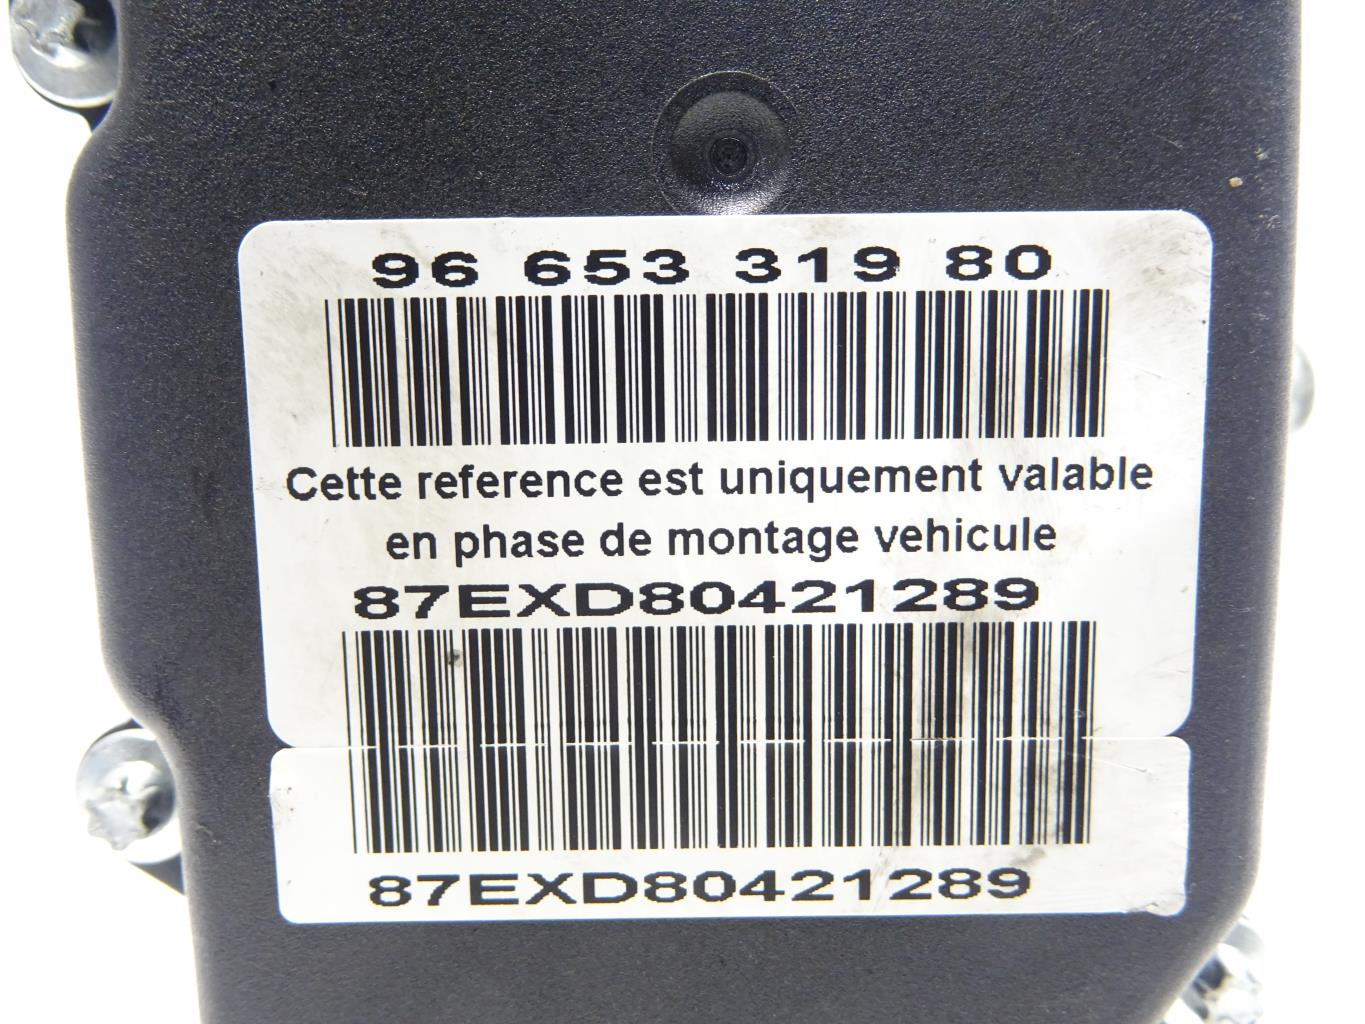 96 653 319 80
Cette reference est uniquement valable
en phase de montage vehicule
87EXD80421289
87EXD80421289